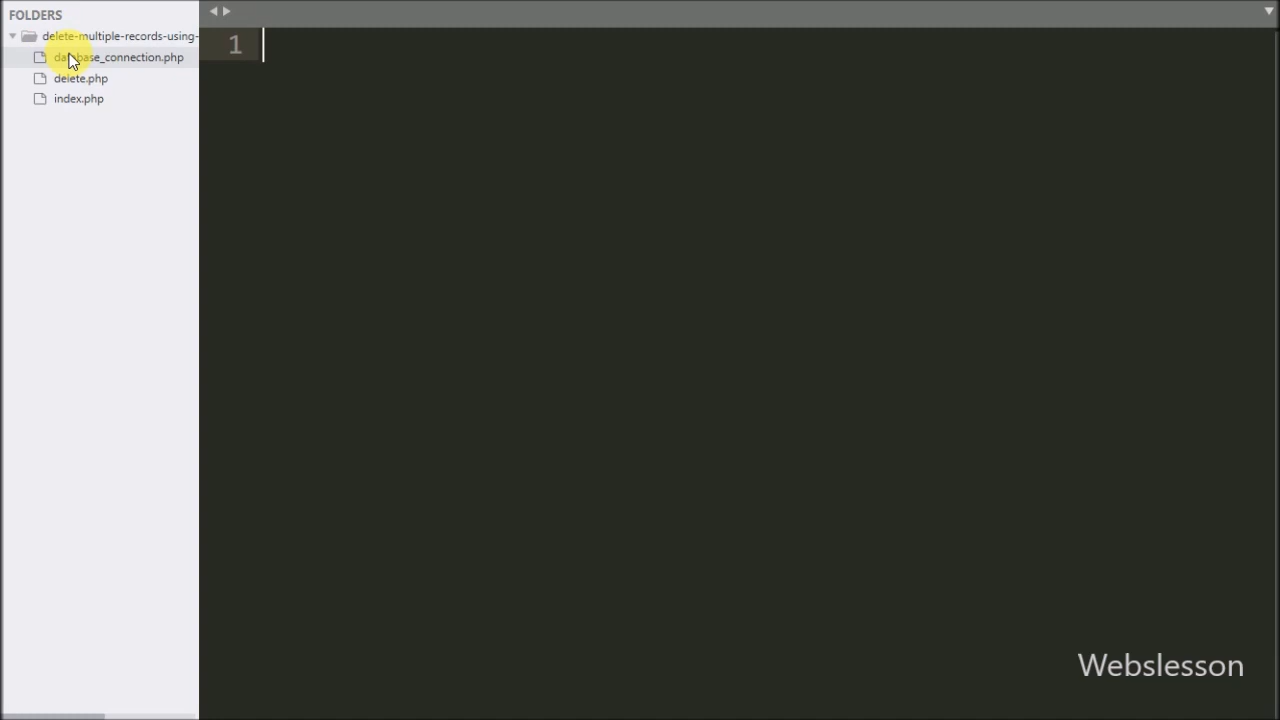 FOLDERS
delete-multiple-records-using-
database_connection.php
delete.php
index.php
1
Webslesson